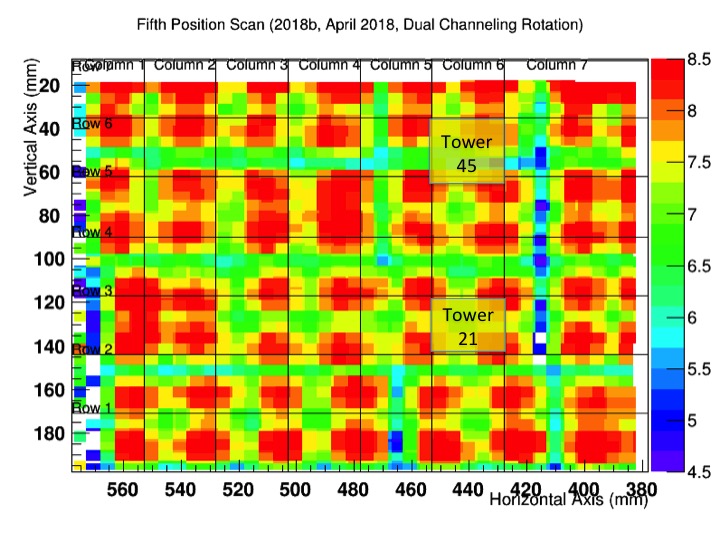 Fifth Position Scan (2018b, April 2018, Dual Channeling Rotation)
Column 1 Column 2 Column 3 Column 4 Column 5 Column 6 Column 7
Row 7
Row 6
Row 5
Row 4
Row 3
Row 2
Row 1
Tower
45
Tower
21
Vertical Axis (mm)
20
40
60
80
100
120
140
160
180
560 540 520 500 480 460 440 420 400 380
Horizontal Axis (mm)
8.5
8
7.5
7
6.5
6
5.5
5
4.5